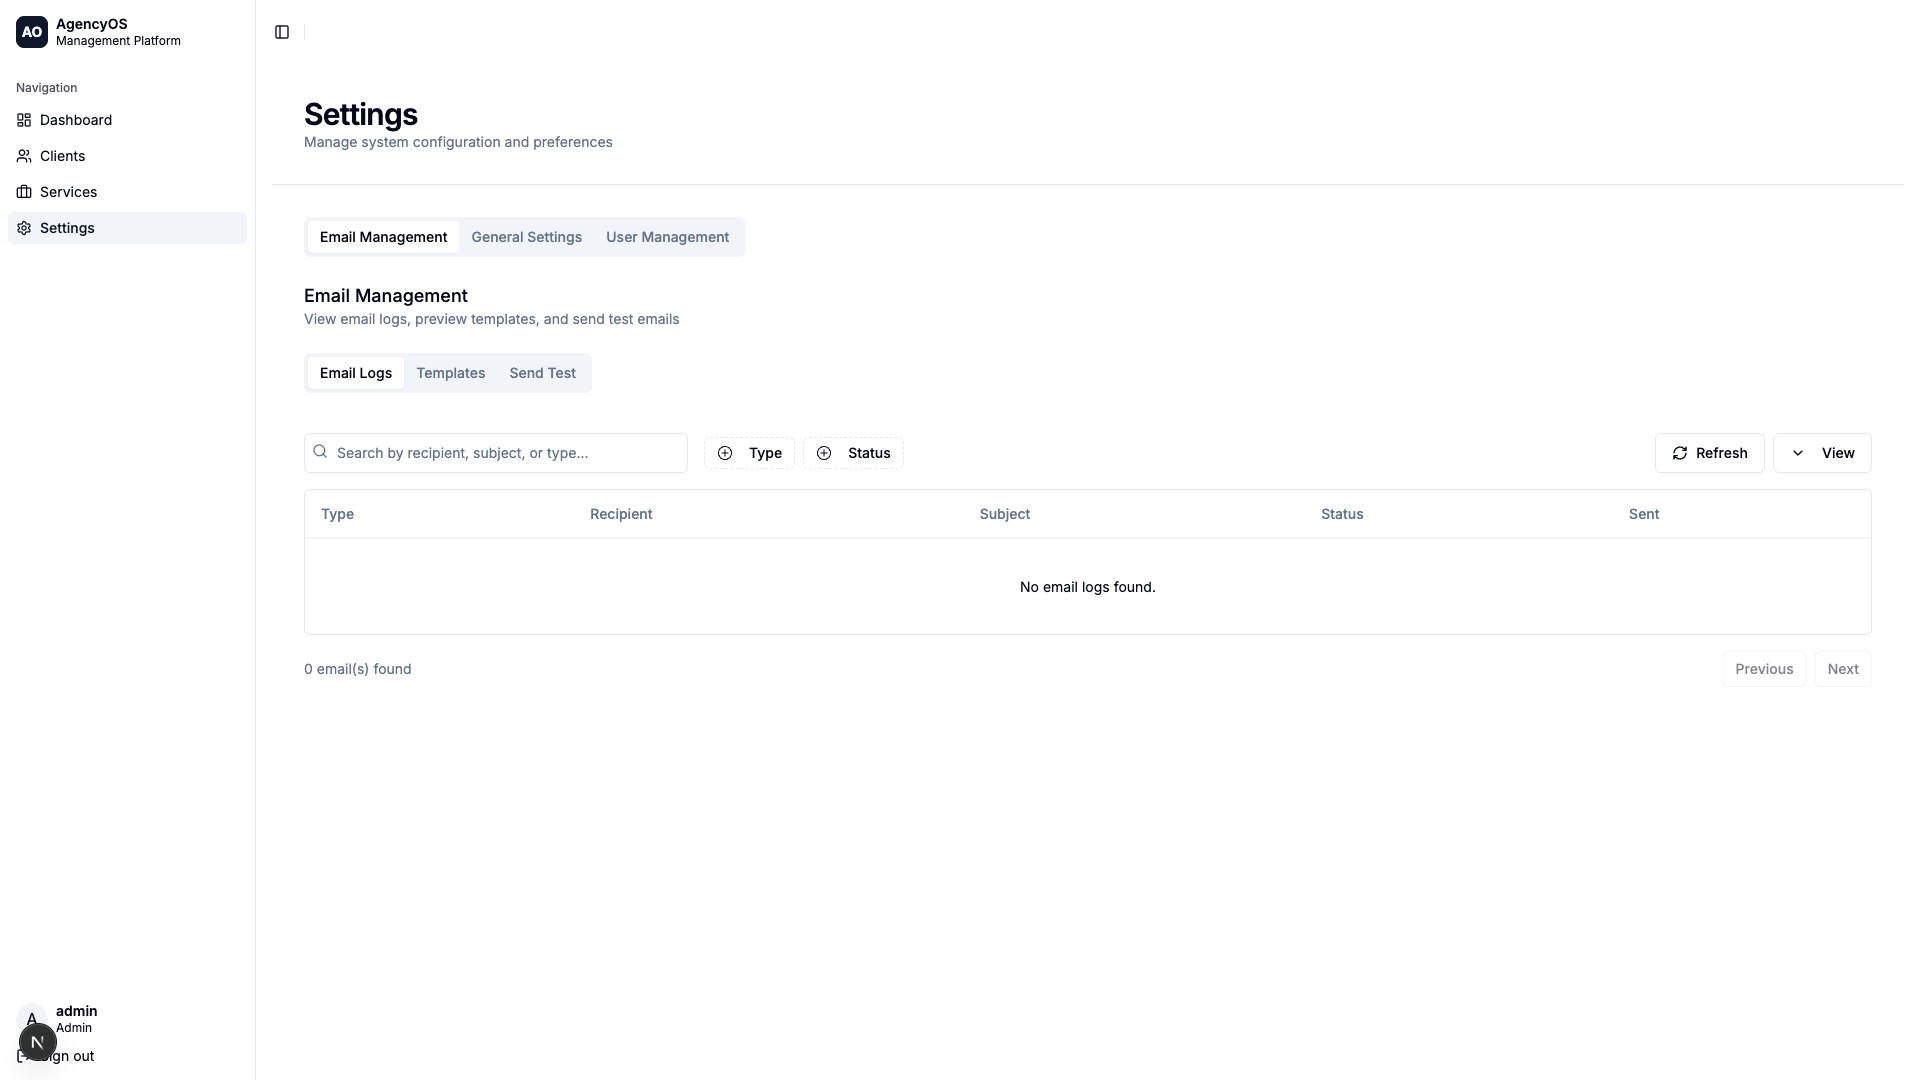 AO
AgencyOS
Management Platform
Navigation
Dashboard
Clients
Services
Settings
Settings
Manage system configuration and preferences
Email Management
General Settings
User Management
Email Management
View email logs, preview templates, and send test emails
Email Logs
Templates
Send Test
Search by recipient, subject, or type...
Type
Status
Refresh
View
Type Recipient Subject Status Sent
No email logs found.
0 email(s) found
Previous
Next
A
admin
Admin
N
gn out